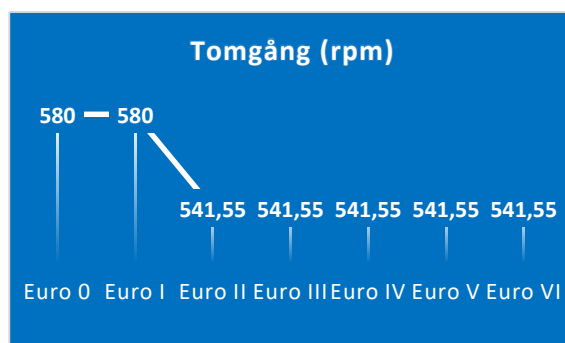 Tomgång (rpm)
580 580
541,55 541,55 541,55 541,55 541,55
Euro 0 Euro I Euro II Euro III Euro IV Euro V Euro VI